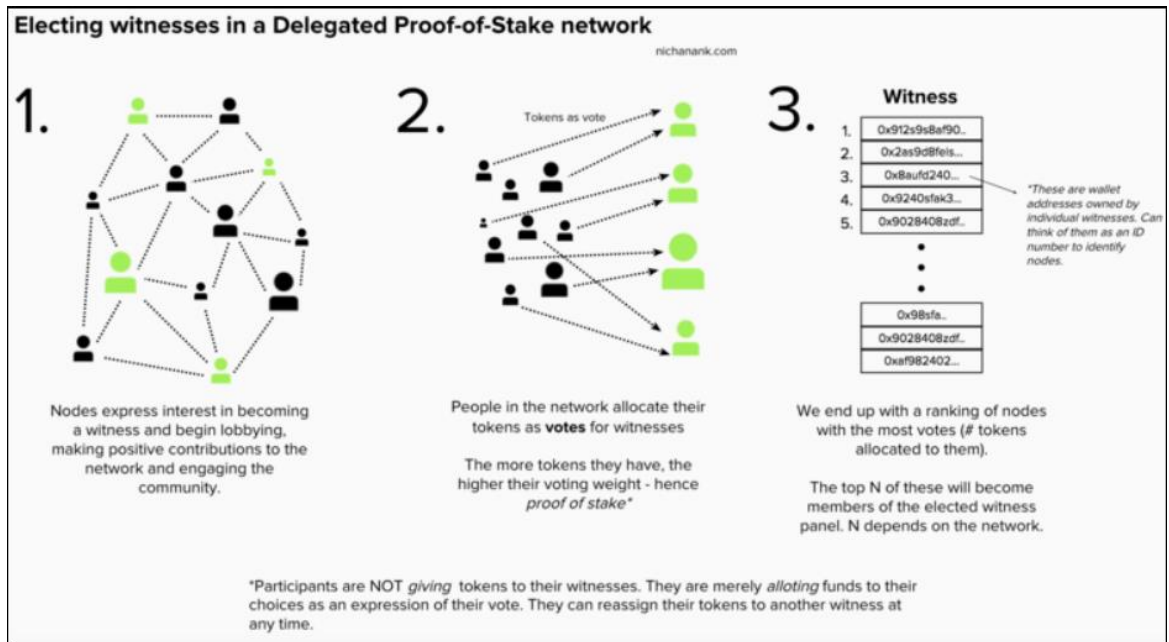 Electing witnesses in a Delegated Proof-of-Stake network
nichanank.com
1.
Nodes express interest in becoming
a witness and begin lobbying,
making positive contributions to the
network and engaging the
community.
2.
Tokens as vote
People in the network allocate their
tokens as votes for witnesses
The more tokens they have, the
higher their voting weight - hence
proof of stake*
3.
Witness
1. 0x912s9s8af90..
2. 0x2as9d8feis...
3. 0x8aufd240...
4. 0x9240sfak3...
5. 0x9028408zdf..
0x98sfa..
0x9028408zdf..
0xaf982402...
*These are wallet
addresses owned by
individual witnesses. Can
think of them as an ID
number to identify
nodes.
We end up with a ranking of nodes
with the most votes (# tokens
allocated to them).
The top N of these will become
members of the elected witness
panel. N depends on the network.
*Participants are NOT giving tokens to their witnesses. They are merely alloting funds to their
choices as an expression of their vote. They can reassign their tokens to another witness at
any time.